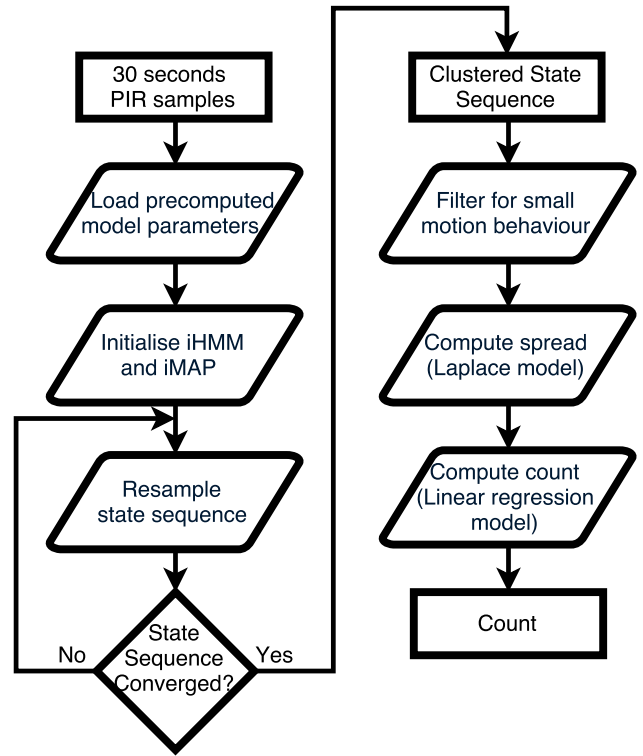 30 seconds
PIR samples
Load precomputed
model parameters
Initialise iHMM
and iMAP
Resample
state sequence
State
Sequence
Converged?
No
Yes
Clustered State
Sequence
Filter for small
motion behaviour
Compute spread
(Laplace model)
Compute count
(Linear regression
model)
Count